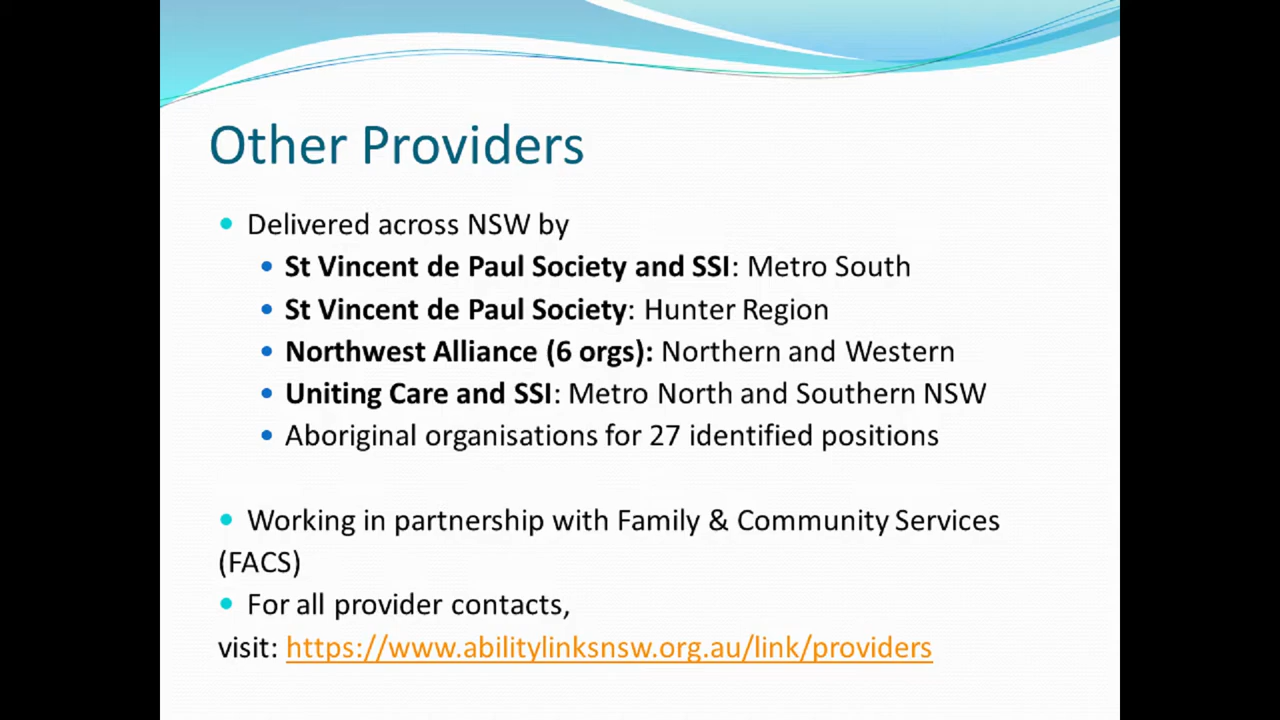 Other Providers
• Delivered across NSW by
• St Vincent de Paul Society and SSI: Metro South
• St Vincent de Paul Society: Hunter Region
• Northwest Alliance (6 orgs): Northern and Western
• Uniting Care and SSI: Metro North and Southern NSW
• Aboriginal organisations for 27 identified positions
• Working in partnership with Family & Community Services
(FACS)
• For all provider contacts,
visit: https://www.abilitylinksnsw.org.au/link/providers